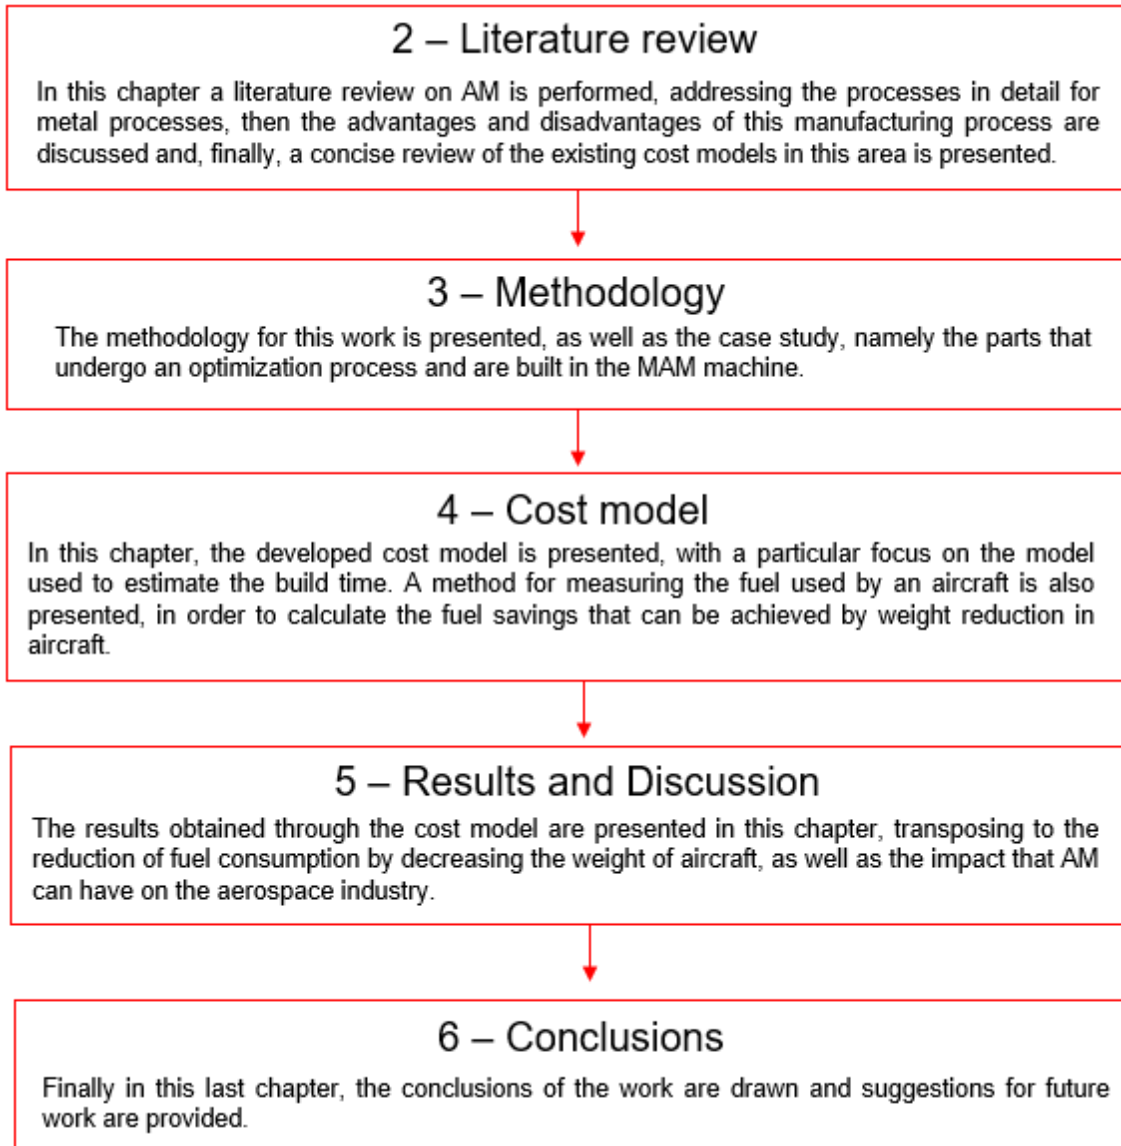 2 – Literature review
In this chapter a literature review on AM is performed, addressing the processes in detail for
metal processes, then the advantages and disadvantages of this manufacturing process are
discussed and, finally, a concise review of the existing cost models in this area is presented.
3 – Methodology
The methodology for this work is presented, as well as the case study, namely the parts that
undergo an optimization process and are built in the MAM machine.
4 – Cost model
In this chapter, the developed cost model is presented, with a particular focus on the model
used to estimate the build time. A method for measuring the fuel used by an aircraft is also
presented, in order to calculate the fuel savings that can be achieved by weight reduction in
aircraft.
5 – Results and Discussion
The results obtained through the cost model are presented in this chapter, transposing to the
reduction of fuel consumption by decreasing the weight of aircraft, as well as the impact that AM
can have on the aerospace industry.
6 – Conclusions
Finally in this last chapter, the conclusions of the work are drawn and suggestions for future
work are provided.